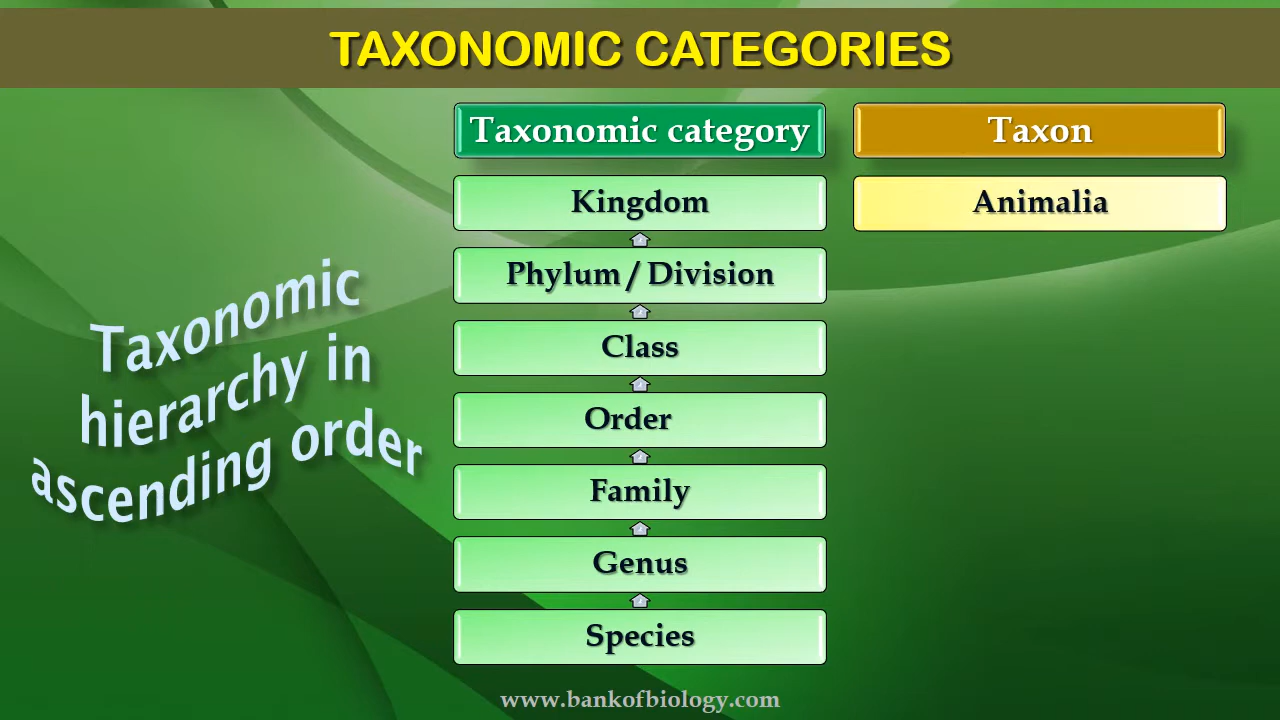 TAXONOMIC CATEGORIES
Taxonomic category
Taxon
Kingdom
Animalia
Phylum / Division
Class
Order
Family
Genus
Species
Taxonomic
hierarchy in
ascending order
www.bankofbiology.com